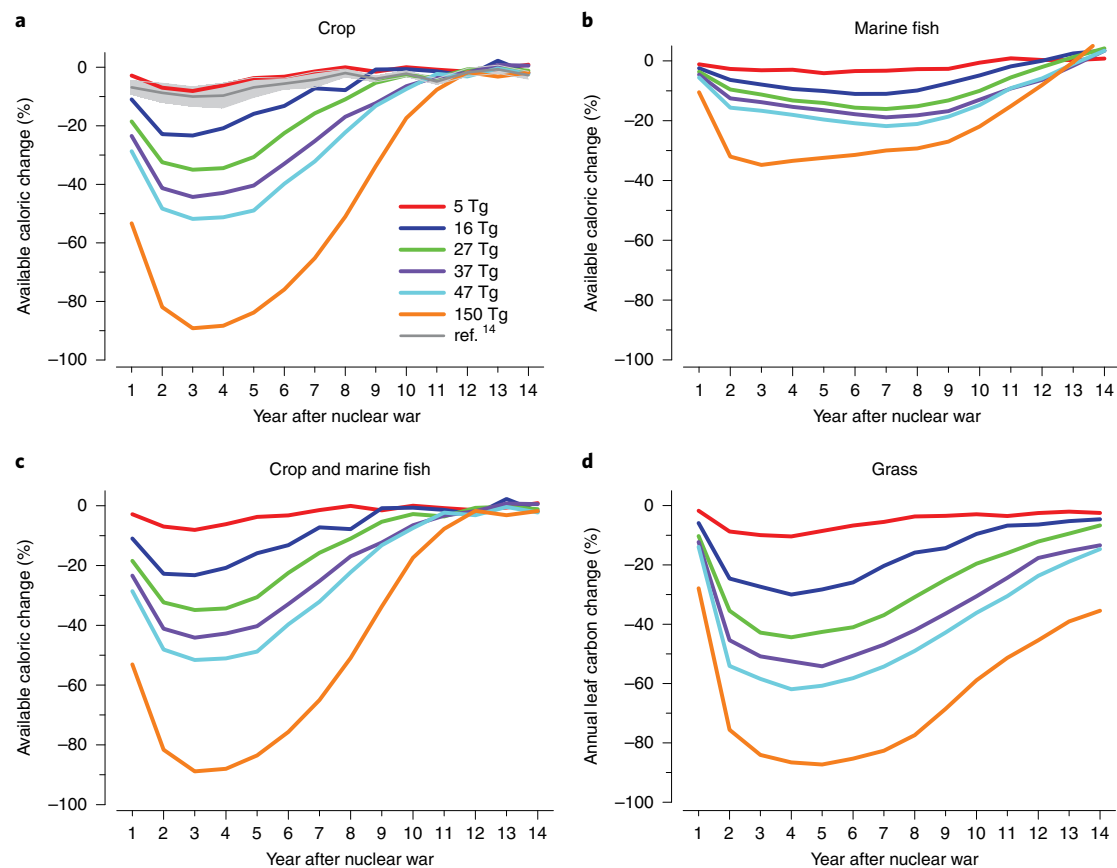 a
Crop
Available caloric change (%)
0
–20
–40
–60
–80
–100
5 Tg
16 Tg
27 Tg
37 Tg
47 Tg
150 Tg
ref. 14
1 2 3 4 5 6 7 8 9 10 11 12 13 14
Year after nuclear war
b
Marine fish
Available caloric change (%)
0
–20
–40
–60
–80
–100
1 2 3 4 5 6 7 8 9 10 11 12 13 14
Year after nuclear war
c
Crop and marine fish
Available caloric change (%)
0
–20
–40
–60
–80
–100
1 2 3 4 5 6 7 8 9 10 11 12 13 14
Year after nuclear war
d
Grass
Annual leaf carbon change (%)
0
–20
–40
–60
–80
–100
1 2 3 4 5 6 7 8 9 10 11 12 13 14
Year after nuclear war